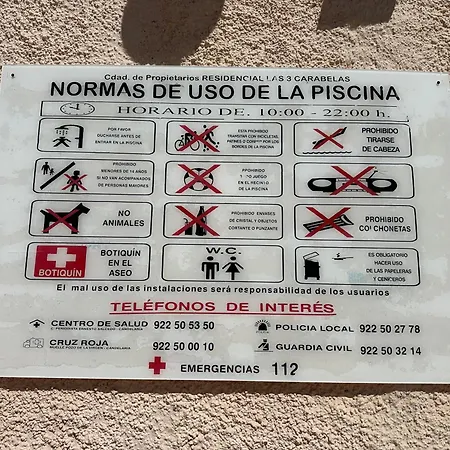 Cdad. de Propietarios RESIDENCIAL LAS 3 CARABELAS
NORMAS DE USO DE LA PISCINA
HORARIO DE. 10:00 - 22:00 h.
POR FAVOR
DUCHARSE ANTES DE
ENTRAR EN LA PISCINA
ESTA PROHIBIDO
TRANSITAR CON BICICLETAS,
PATINES O
BORDES DE LA PISCINA
PROHIBIDO
TIRARSE
DE CABEZA
PROHIBIDO
MENORES DE 14 AÑOS
SI NO VAN ACOMPAÑADOS
DE PERSONAS MAYORES
PROHIBIDO
JUEGO
EN EL RECINTO
DE LA PISCINA
NO
ANIMALES
PROHIBIDO ENVASES
DE CRISTAL Y OBJETOS
CORTANTE O PUNZANTE
PROHIBIDO
CO CHONETAS
BOTIQUÍN
BOTIQUÍN
EN EL
ASEO
W.C.
ES OBLIGATORIO
HACER USO
DE LAS PAPELERAS
Y CENICEROS
El mal uso de las instalaciones será responsabilidad de los usuarios
TELÉFONOS DE INTERÉS
CENTRO DE SALUD 922 50 53 50
POLICIA LOCAL 922 50 27 78
CRUZ ROJA 922 50 00 10
GUARDIA CIVIL 922 50 32 14
EMERGENCIAS 112